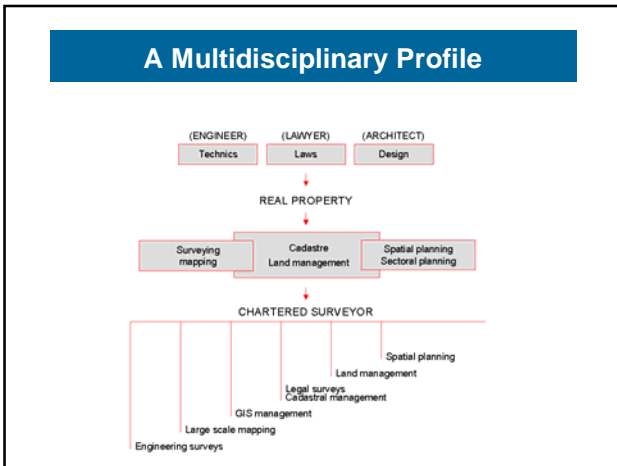 A Multidisciplinary Profile
(ENGINEER) (LAWYER) (ARCHITECT)
Technics Laws Design
REAL PROPERTY
Surveying
mapping
Cadastre
Land management
Spatial planning
Sectoral planning
CHARTERED SURVEYOR
Spatial planning
Land management
Legal surveys
Cadastral management
GIS management
Large scale mapping
Engineering surveys